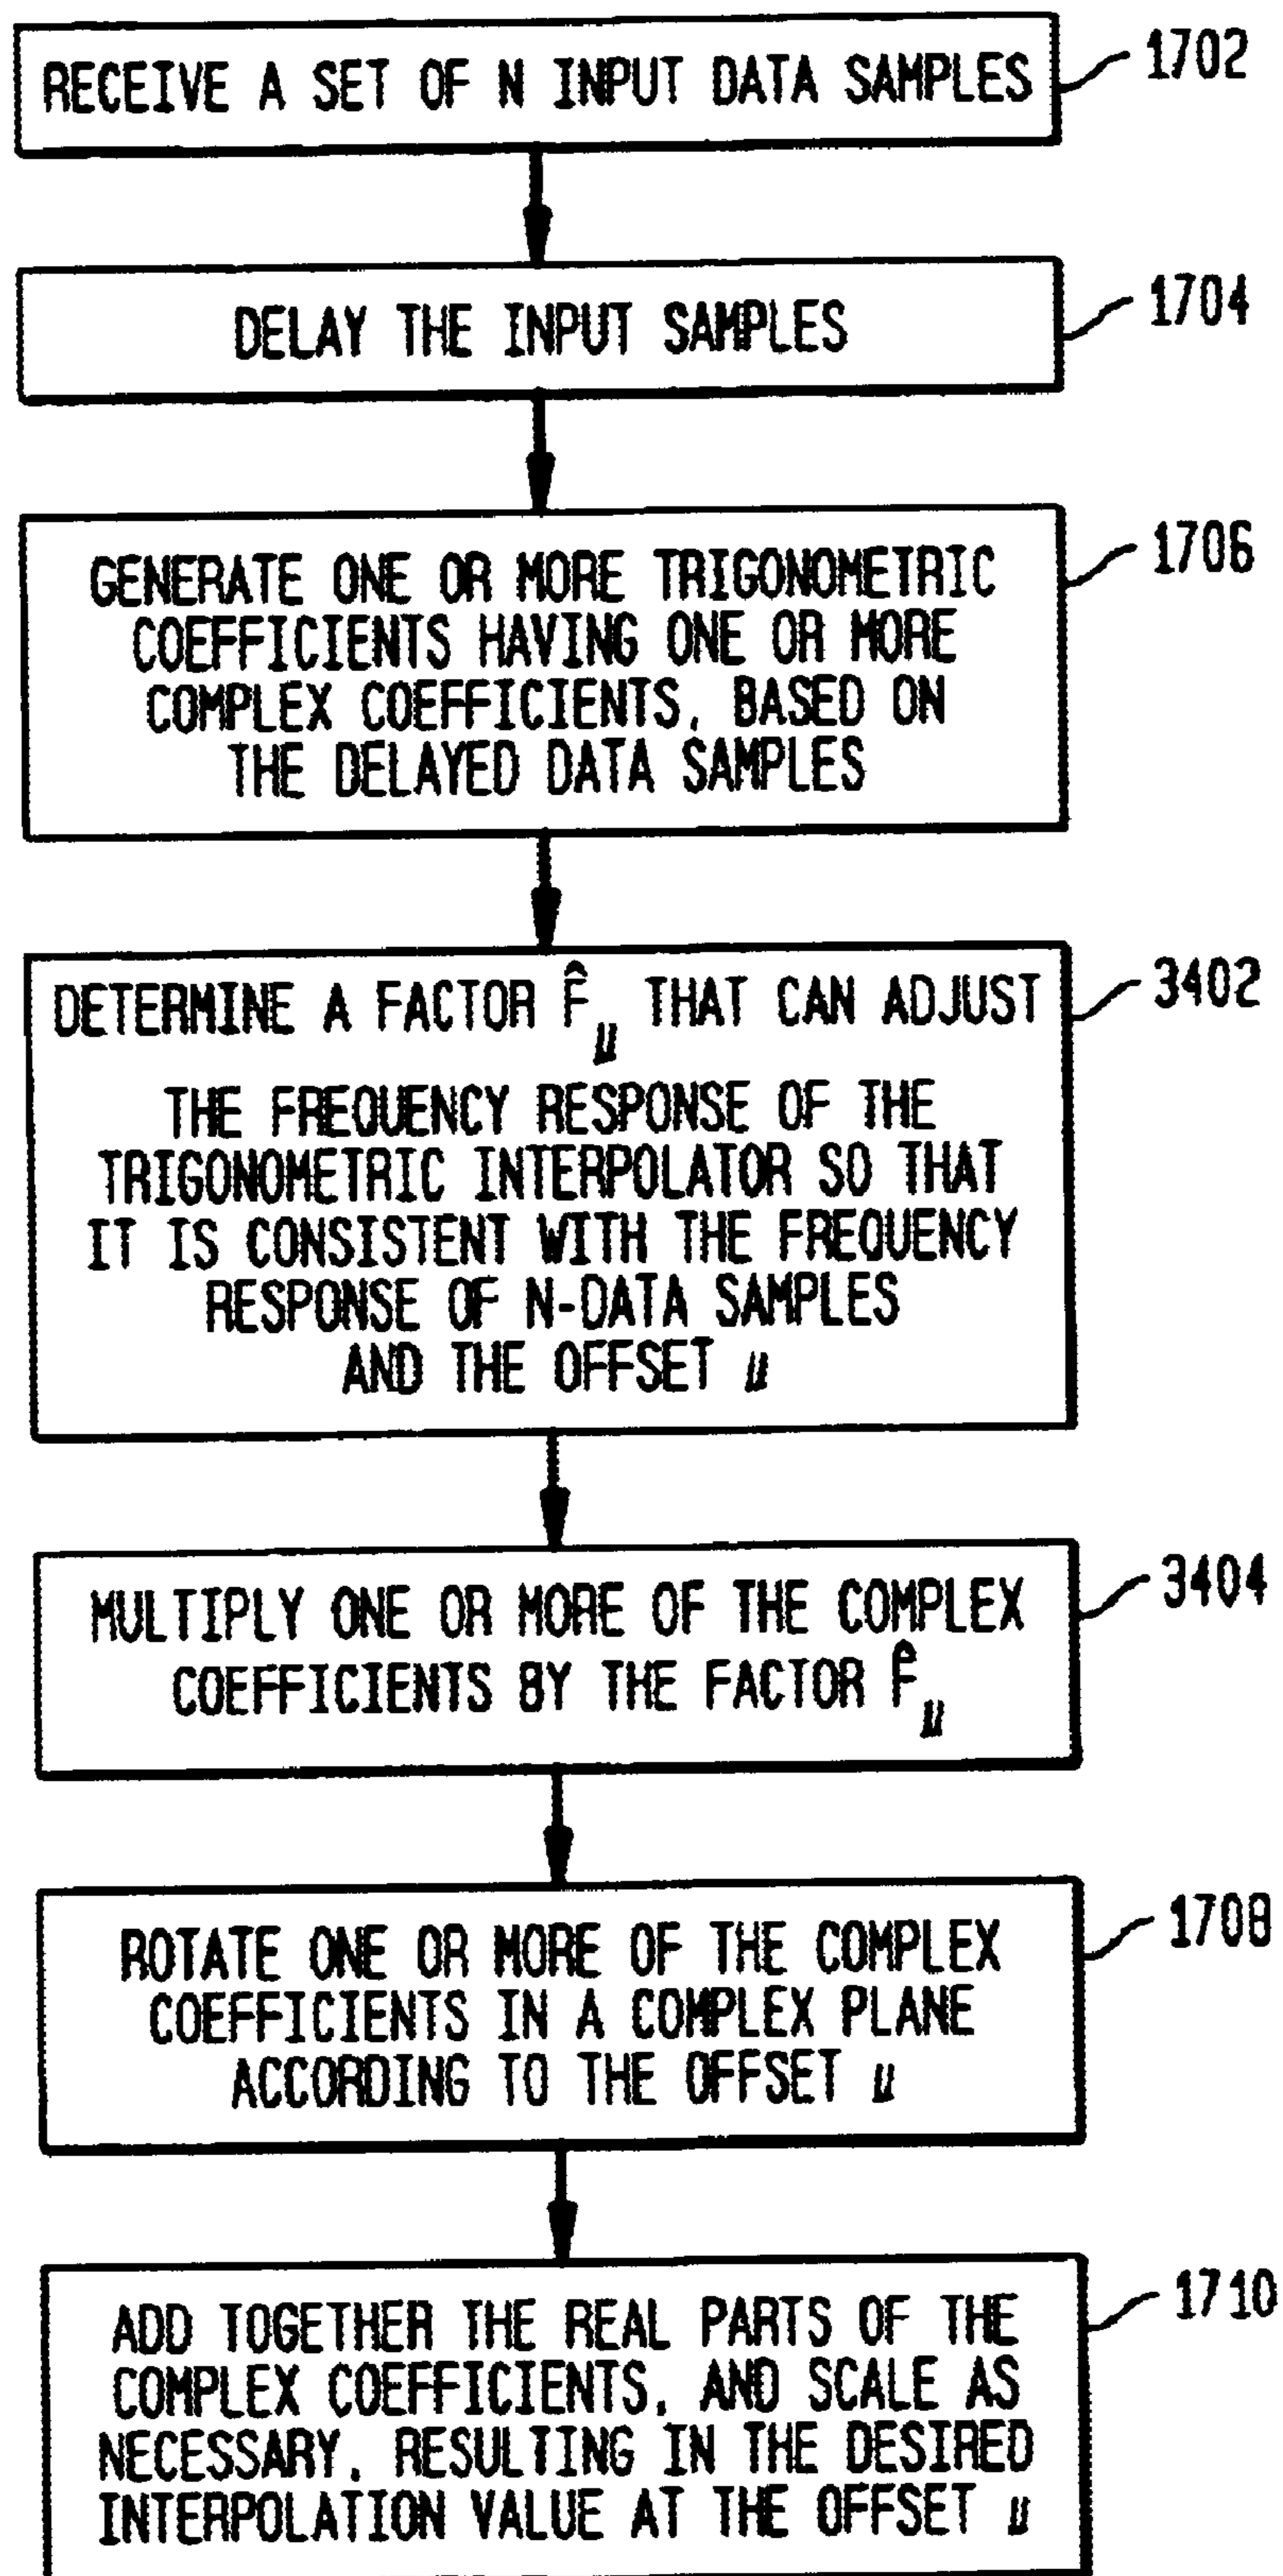 RECEIVE A SET OF N INPUT DATA SAMPLES
1702
DELAY THE INPUT SAMPLES
1704
GENERATE ONE OR MORE TRIGONOMETRIC
COEFFICIENTS HAVING ONE OR MORE
COMPLEX COEFFICIENTS, BASED ON
THE DELAYED DATA SAMPLES
1706
DETERMINE A FACTOR F̂μ THAT CAN ADJUST
THE FREQUENCY RESPONSE OF THE
TRIGONOMETRIC INTERPOLATOR SO THAT
IT IS CONSISTENT WITH THE FREQUENCY
RESPONSE OF N-DATA SAMPLES
AND THE OFFSET μ
3402
MULTIPLY ONE OR MORE OF THE COMPLEX
COEFFICIENTS BY THE FACTOR F̂μ
3404
ROTATE ONE OR MORE OF THE COMPLEX
COEFFICIENTS IN A COMPLEX PLANE
ACCORDING TO THE OFFSET μ
1708
ADD TOGETHER THE REAL PARTS OF THE
COMPLEX COEFFICIENTS, AND SCALE AS
NECESSARY, RESULTING IN THE DESIRED
INTERPOLATION VALUE AT THE OFFSET μ
1710